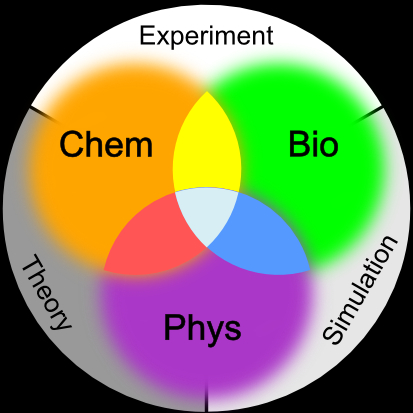 Experiment
Chem
Bio
Theory
Simulation
Phys